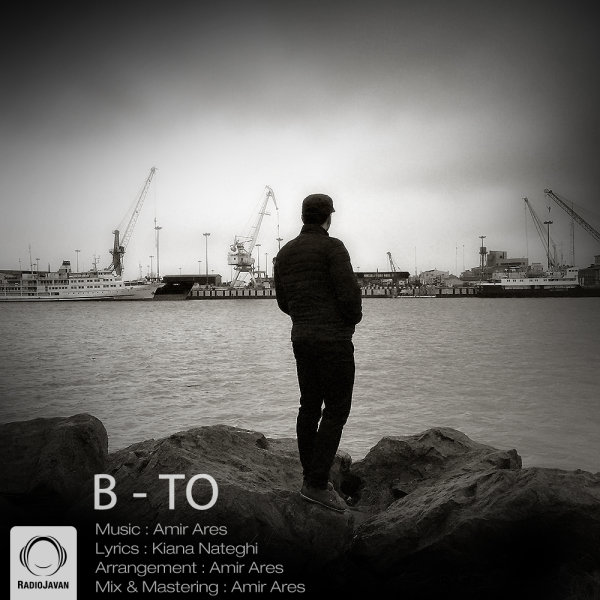 B - TO
Music : Amir Ares
Lyrics : Kiana Nateghi
Arrangement : Amir Ares
Mix & Mastering : Amir Ares
RADIOJAVAN